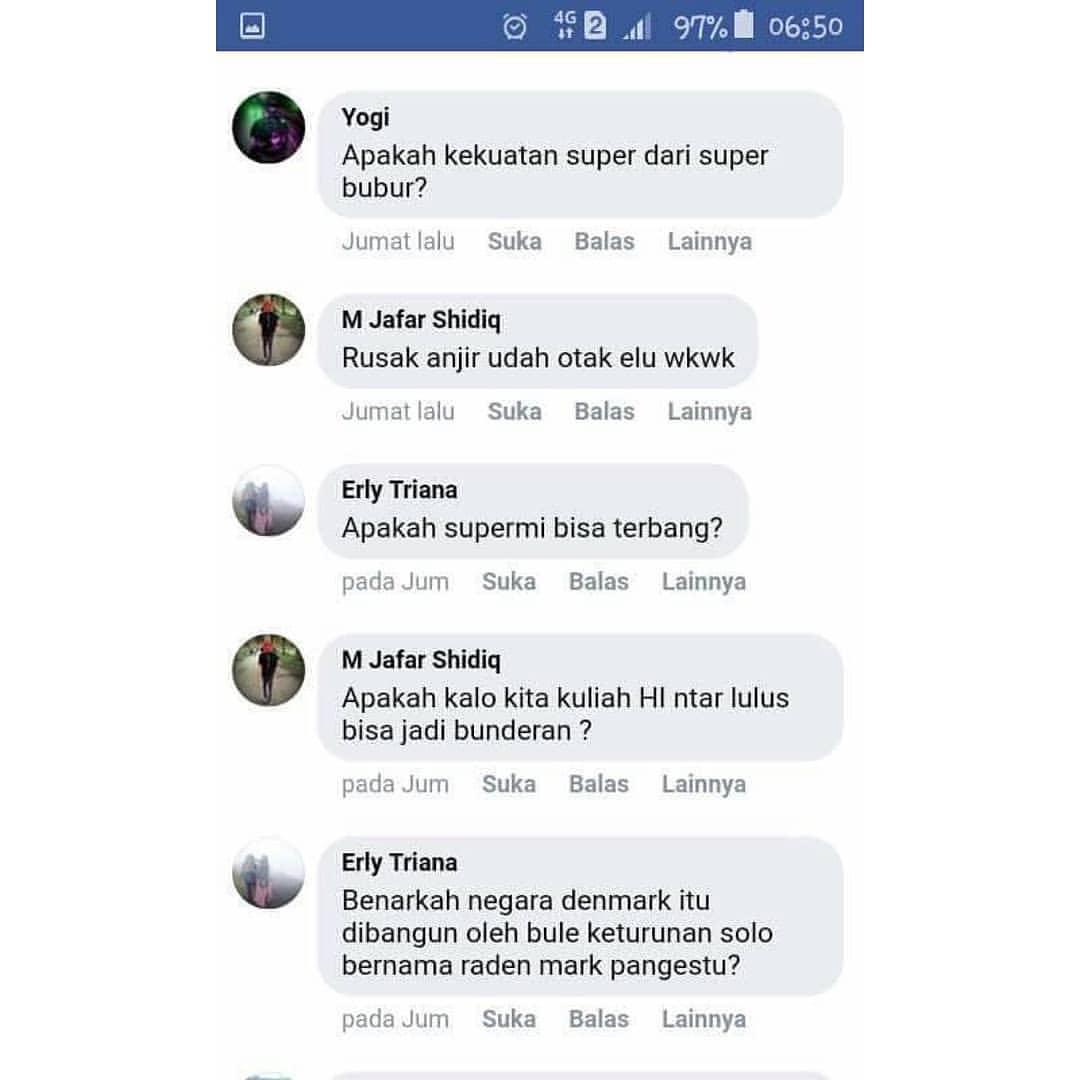 4G 2 97% 06:50
Yogi
Apakah kekuatan super dari super
bubur?
Jumat lalu Suka Balas Lainnya
M Jafar Shidiq
Rusak anjir udah otak elu wkwk
Jumat lalu Suka Balas Lainnya
Erly Triana
Apakah supermi bisa terbang?
pada Jum Suka Balas Lainnya
M Jafar Shidiq
Apakah kalo kita kuliah HI ntar lulus
bisa jadi bunderan ?
pada Jum Suka Balas Lainnya
Erly Triana
Benarkah negara denmark itu
dibangun oleh bule keturunan solo
bernama raden mark pangestu?
pada Jum Suka Balas Lainnya